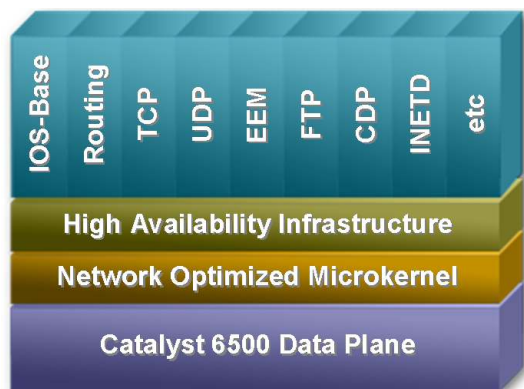 IOS-Base
Routing
TCP
UDP
EEM
FTP
CDP
INETD
etc
High Availability Infrastructure
Network Optimized Microkernel
Catalyst 6500 Data Plane